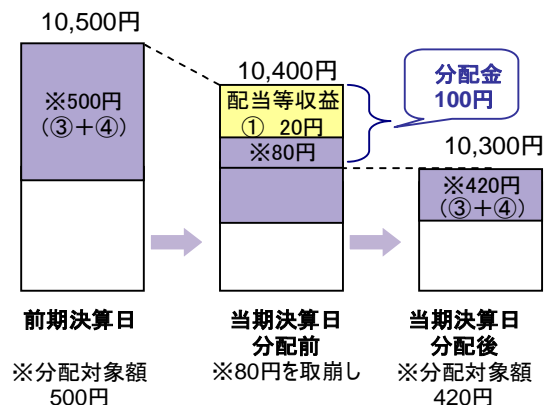 10,500円
※500円
(③+④)
10,400円
配当等収益
① 20円
※80円
分配金
100円
10,300円
※420円
(③+④)
前期決算日
※分配対象額
500円
当期決算日
分配前
※80円を取崩し
当期決算日
分配後
※分配対象額
420円